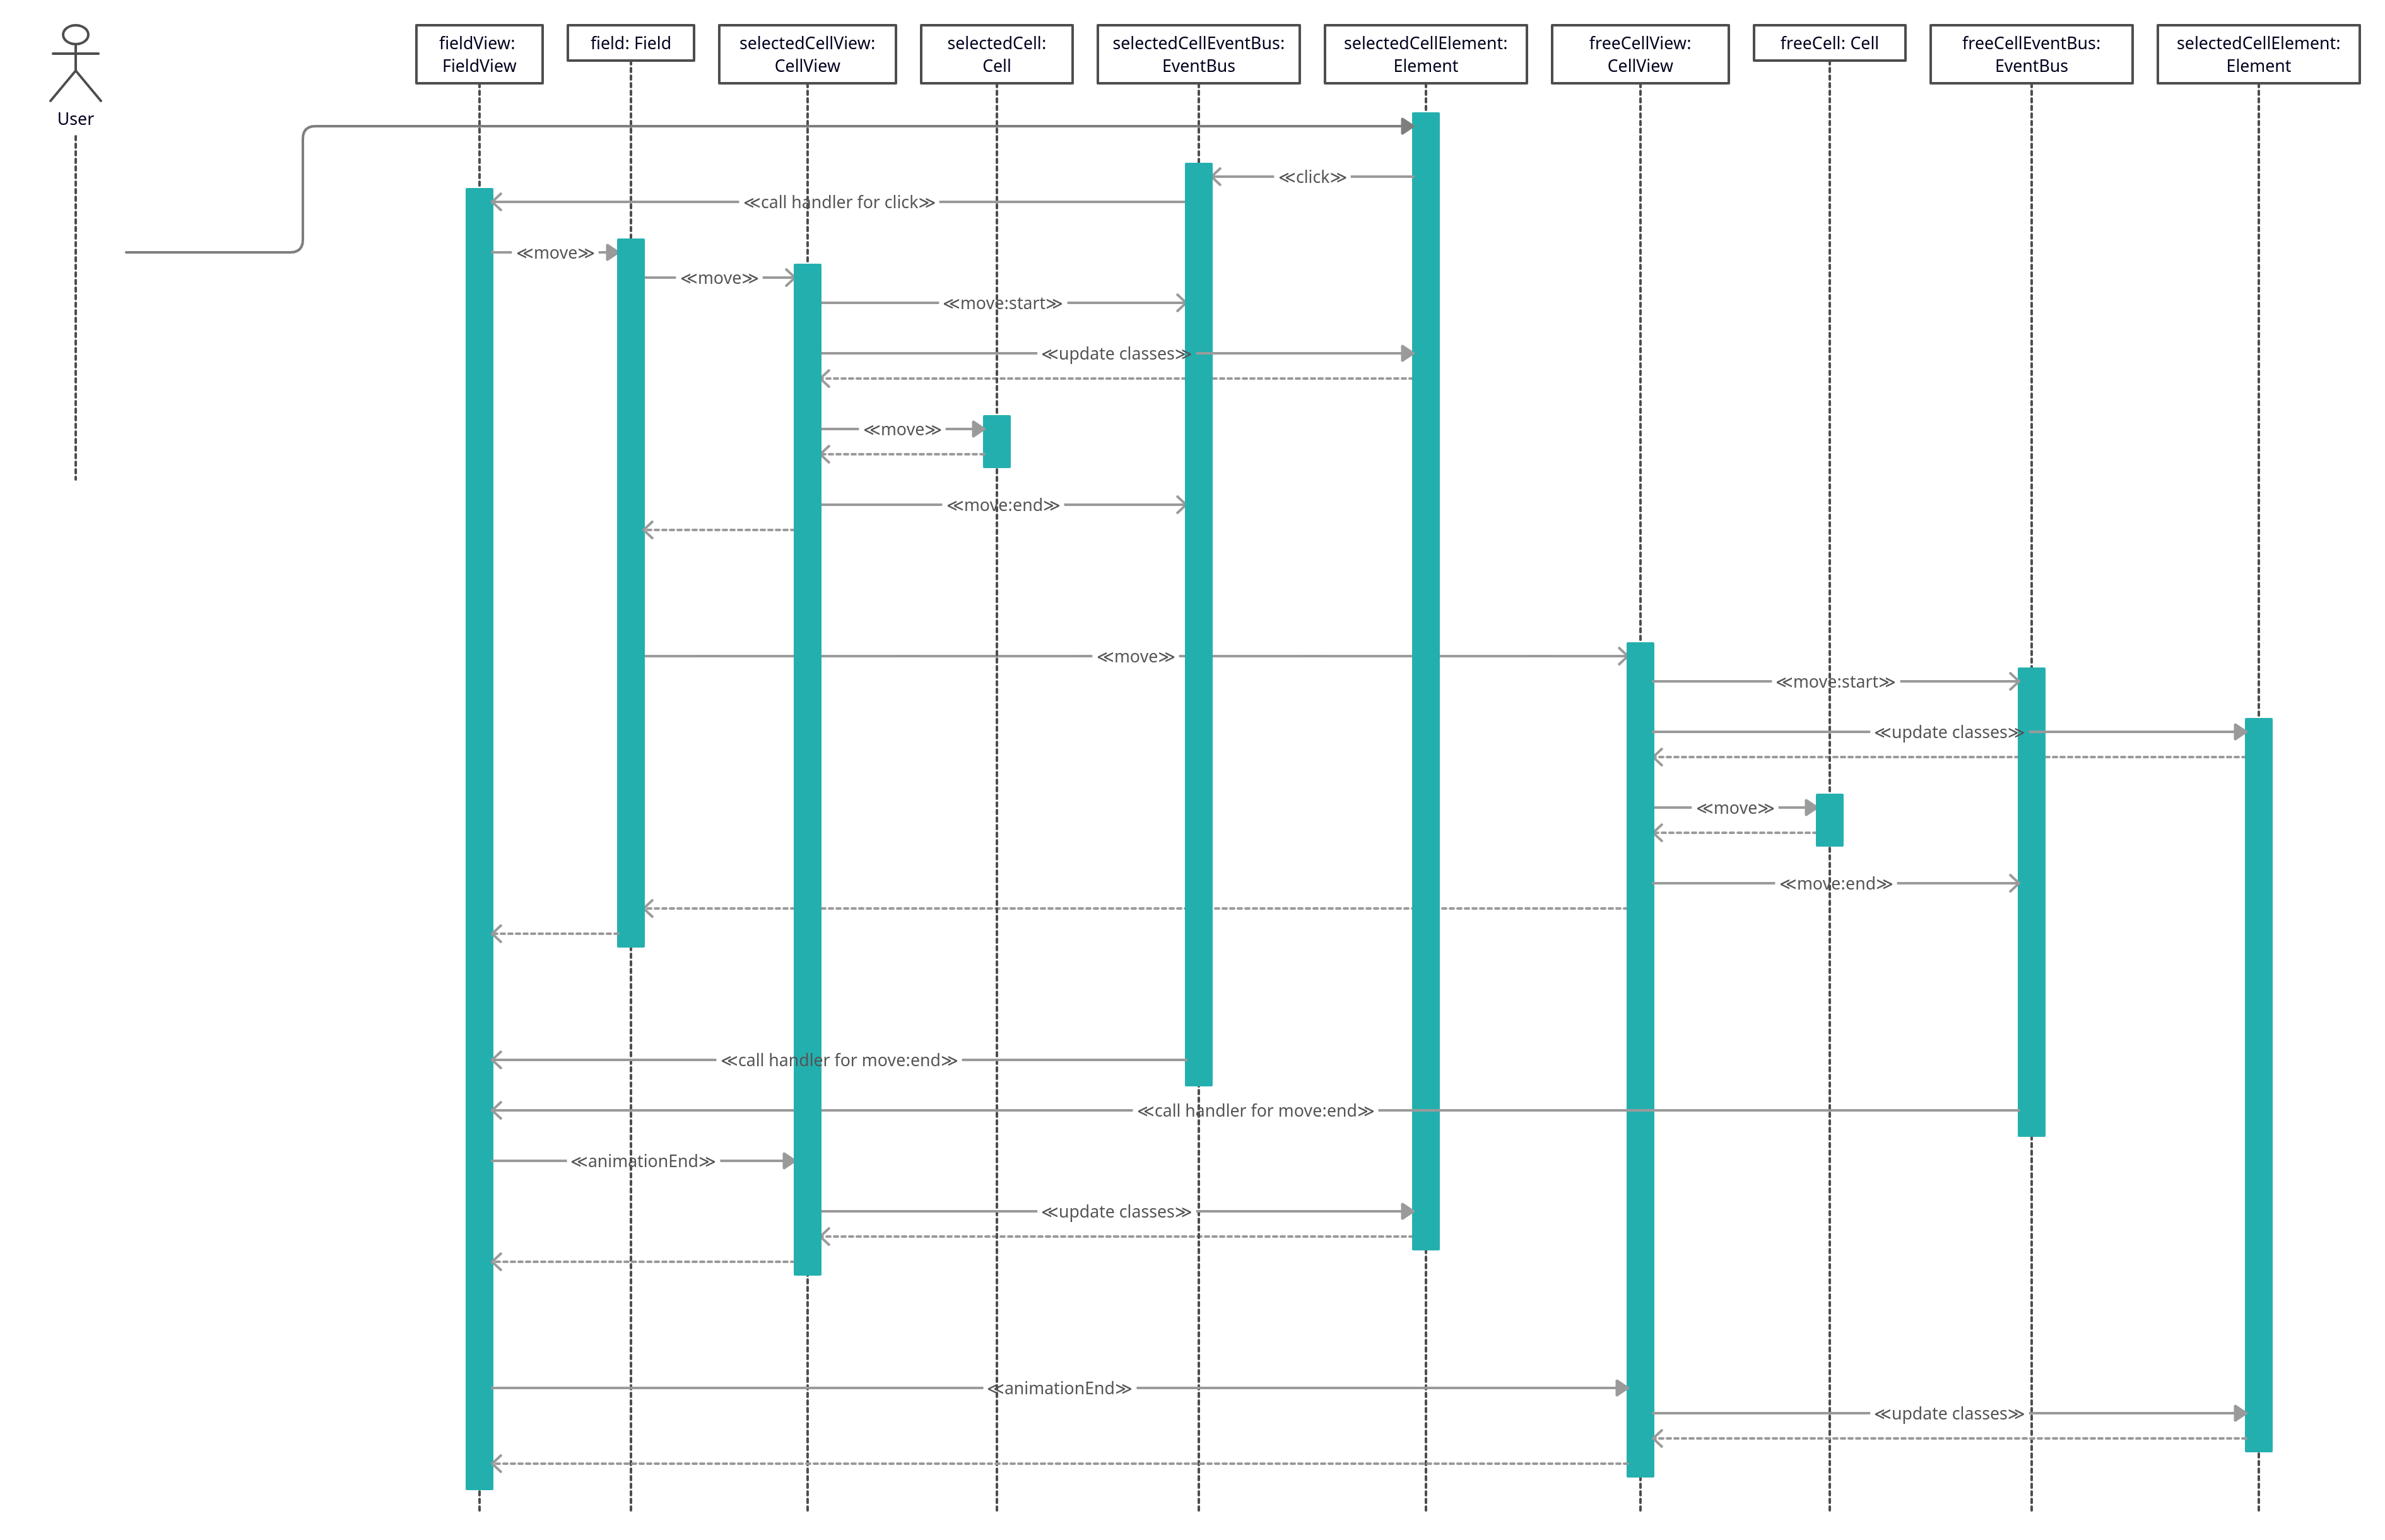 fieldView:
FieldView
field: Field
selectedCellView:
CellView
selectedCell:
Cell
selectedCellEventBus:
EventBus
selectedCellElement:
Element
freeCellView:
CellView
freeCell: Cell
freeCellEventBus:
EventBus
selectedCellElement:
Element
User
≪click≫
≪call handler for click≫
≪move≫
≪move≫
≪move:start≫
≪update classes≫
≪move≫
≪move:end≫
≪move≫
≪move:start≫
≪update classes≫
≪move≫
≪move:end≫
≪call handler for move:end≫
≪call handler for move:end≫
≪animationEnd≫
≪update classes≫
≪animationEnd≫
≪update classes≫